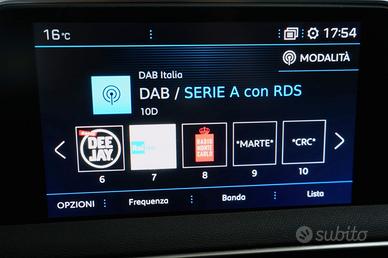 16°C
17:54
MODALITÀ
DAB Italia
DAB / SERIE A con RDS
10D
DEE
JAY
Rai
RADIO
MONTE
CARLO
*MARTE*
*CRC*
6
7
8
9
10
OPZIONI
Frequenza
Banda
Lista
subito